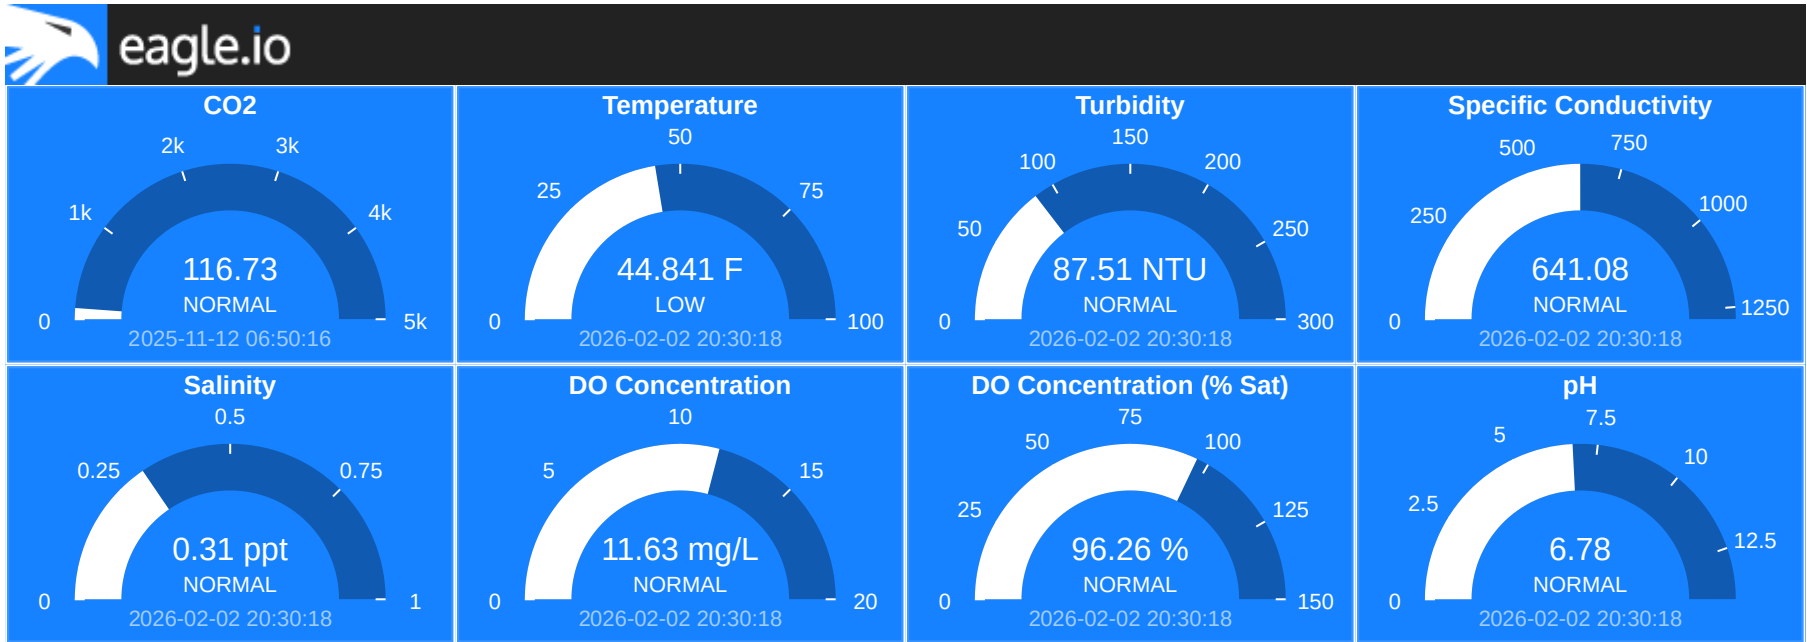 eagle.io
CO2
0
1k
2k
3k
4k
5k
116.73
NORMAL
2025-11-12 06:50:16
Temperature
0
25
50
75
100
44.841 F
LOW
2026-02-02 20:30:18
Turbidity
0
50
100
150
200
250
300
87.51 NTU
NORMAL
2026-02-02 20:30:18
Specific Conductivity
0
250
500
750
1000
1250
641.08
NORMAL
2026-02-02 20:30:18
Salinity
0
0.25
0.5
0.75
1
0.31 ppt
NORMAL
2026-02-02 20:30:18
DO Concentration
0
5
10
15
20
11.63 mg/L
NORMAL
2026-02-02 20:30:18
DO Concentration (% Sat)
0
25
50
75
100
125
150
96.26 %
NORMAL
2026-02-02 20:30:18
pH
0
2.5
5
7.5
10
12.5
6.78
NORMAL
2026-02-02 20:30:18